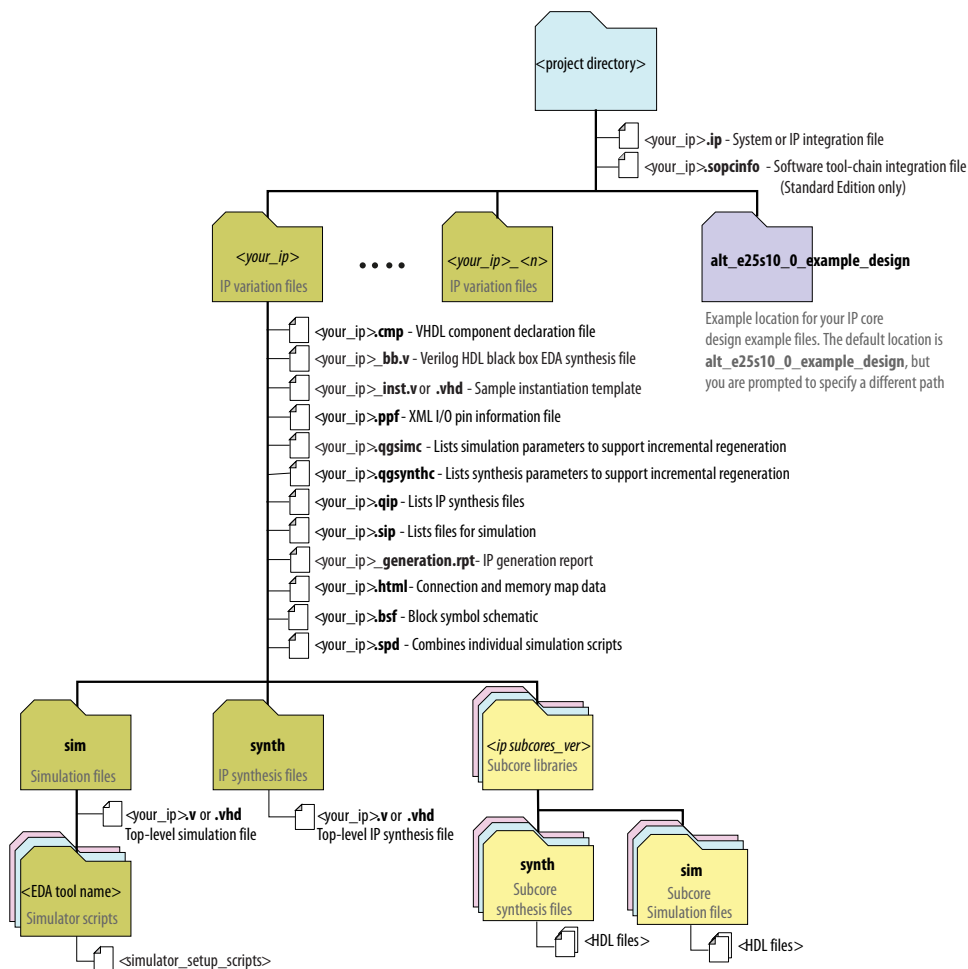 <project directory>
<your_ip>.ip - System or IP integration file
<your_ip>.sopcinfo - Software tool-chain integration file
(Standard Edition only)
<your_ip>
IP variation files
....
<your_ip>_<n>
IP variation files
alt_e25s10_0_example_design
Example location for your IP core
design example files. The default location is
alt_e25s10_0_example_design, but
you are prompted to specify a different path
<your_ip>.cmp - VHDL component declaration file
<your_ip>_bb.v - Verilog HDL black box EDA synthesis file
<your_ip>_inst.v or .vhd - Sample instantiation template
<your_ip>.ppf - XML I/O pin information file
<your_ip>.qgsimc - Lists simulation parameters to support incremental regeneration
<your_ip>.qgsynthc - Lists synthesis parameters to support incremental regeneration
<your_ip>.qip - Lists IP synthesis files
<your_ip>.sip - Lists files for simulation
<your_ip>_generation.rpt- IP generation report
<your_ip>.html- Connection and memory map data
<your_ip>.bsf - Block symbol schematic
<your_ip>.spd - Combines individual simulation scripts
sim
Simulation files
synth
IP synthesis files
<ip subcores_ver>
Subcore libraries
<your_ip>.v or .vhd
Top-level simulation file
<your_ip>.v or .vhd
Top-level IP synthesis file
<EDA tool name>
Simulator scripts
<simulator_setup_scripts>
synth
Subcore
synthesis files
<HDL files>
sim
Subcore
Simulation files
<HDL files>